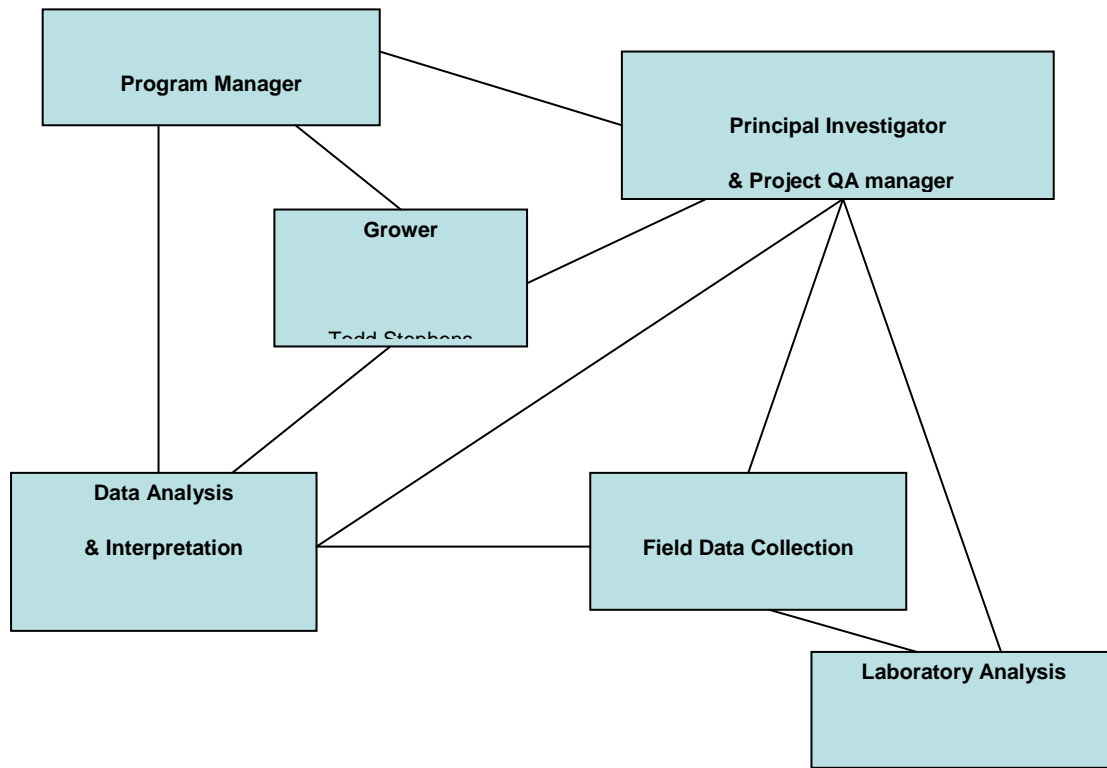 Program Manager
Principal Investigator
& Project QA manager
Grower
Todd Stephens
Data Analysis
& Interpretation
Field Data Collection
Laboratory Analysis